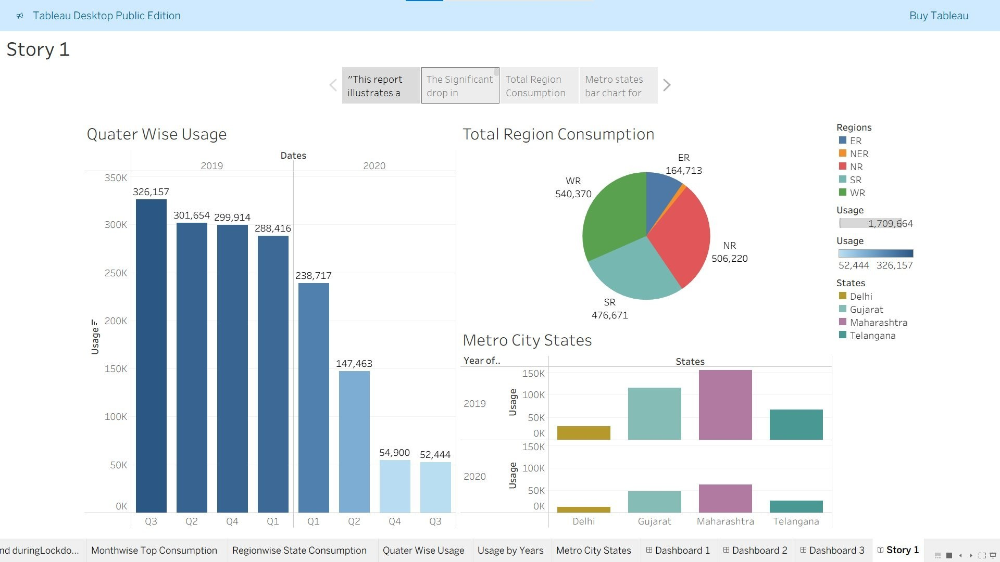 Tableau Desktop Public Edition
Buy Tableau
Story 1
"This report
illustrates a
The Significant
drop in
Total Region
Consumption
Metro states
bar chart for
Quater Wise Usage
Dates
2019
2020
350K
300K
250K
200K
150K
100K
50K
0K
Usage
326,157
301,654
299,914
288,416
238,717
147,463
54,900
52,444
Q3
Q2
Q4
Q1
Q1
Q2
Q4
Q3
Total Region Consumption
ER
164,713
WR
540,370
NR
506,220
SR
476,671
Metro City States
Year of..
States
2019
Usage
150K
100K
50K
0K
2020
Usage
150K
100K
50K
0K
Delhi
Gujarat
Maharashtra
Telangana
Regions
ER
NER
NR
SR
WR
Usage
1,709,664
Usage
52,444 326,157
States
Delhi
Gujarat
Maharashtra
Telangana
nd duringLockdo...
Monthwise Top Consumption
Regionwise State Consumption
Quater Wise Usage
Usage by Years
Metro City States
Dashboard 1
Dashboard 2
Dashboard 3
Story 1